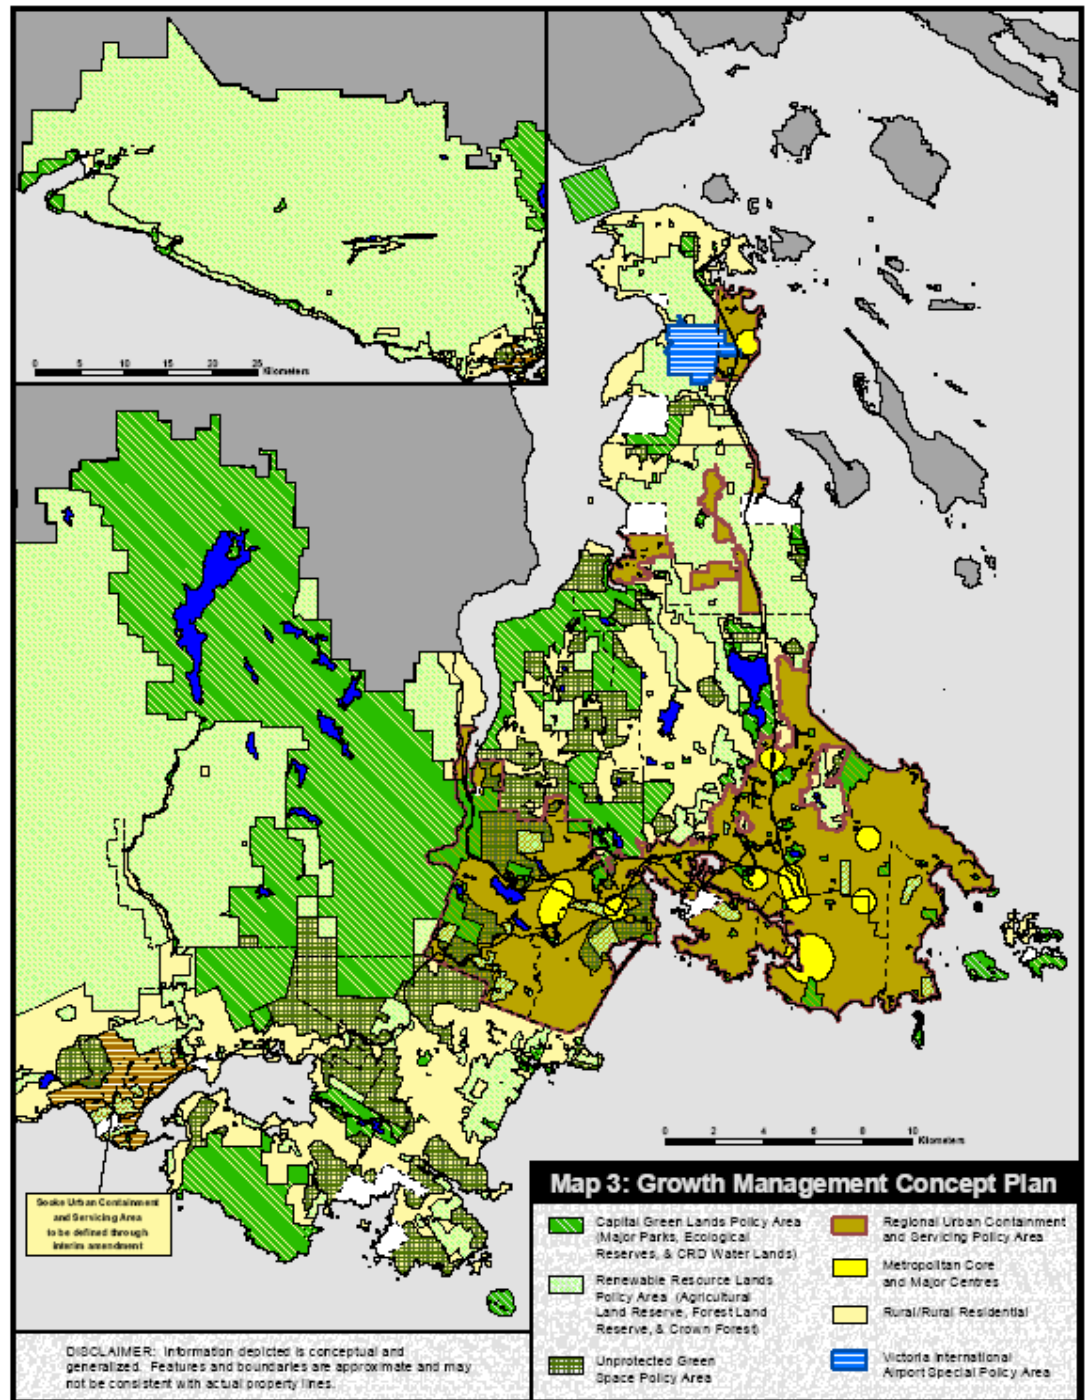 0 5 10 15 20 25
Kilometers
0 2 4 6 8 10
Kilometers
Sooke Urban Containment
and Servicing Area
to be defined through
interim amendment
Map 3: Growth Management Concept Plan
Capital Green Lands Policy Area
(Major Parks, Ecological
Reserves, & CRD Water Lands)
Renewable Resource Lands
Policy Area (Agricultural
Land Reserve, Forest Land
Reserve, & Crown Forest)
Unprotected Green
Space Policy Area
Regional Urban Containment
and Servicing Policy Area
Metropolitan Core
and Major Centres
Rural/Rural Residential
Victoria International
Airport Special Policy Area
DISCLAIMER: Information depicted is conceptual and
generalized. Features and boundaries are approximate and may
not be consistent with actual property lines.